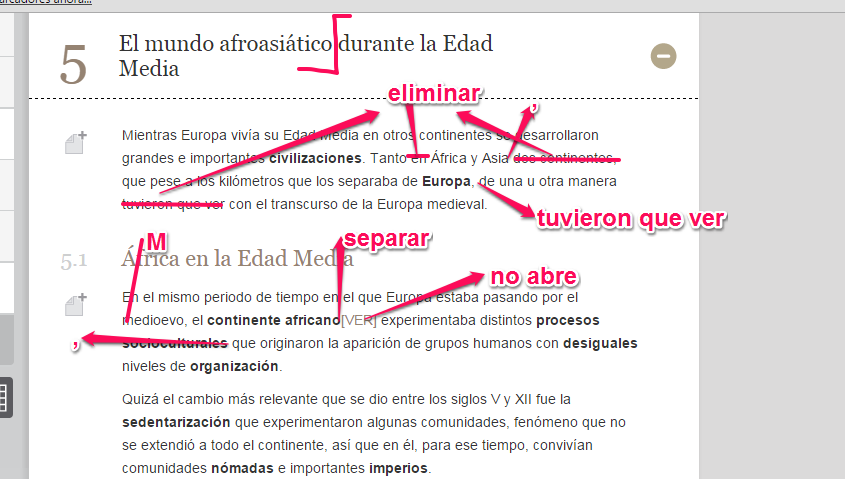 arcadores ahora...
5
El mundo afroasiático durante la Edad
Media
eliminar
,
Mientras Europa vivía su Edad Media en otros continentes se desarrollaron
grandes e importantes civilizaciones. Tanto en África y Asia dos continentes,
que pese a los kilómetros que los separaba de Europa, de una u otra manera
tuvieron que ver con el transcurso de la Europa medieval.
tuvieron que ver
M
separar
5.1 África en la Edad Media
no abre
En el mismo periodo de tiempo en el que Europa estaba pasando por el
medioevo, el continente africano[VER] experimentaba distintos procesos
,
socioculturales que originaron la aparición de grupos humanos con desiguales
niveles de organización.
Quizá el cambio más relevante que se dio entre los siglos V y XII fue la
sedentarización que experimentaron algunas comunidades, fenómeno que no
se extendió a todo el continente, así que en él, para ese tiempo, convivían
comunidades nómadas e importantes imperios.